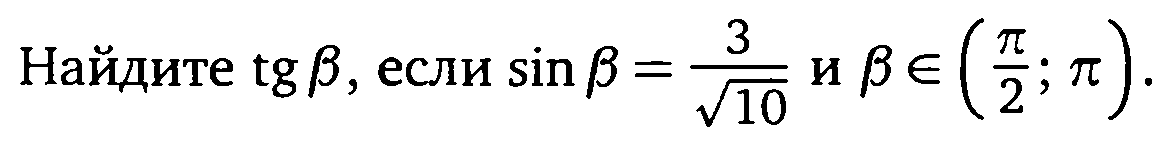 Найдите tg β, если sin β = 3/√10 и β ∈ (π/2; π).